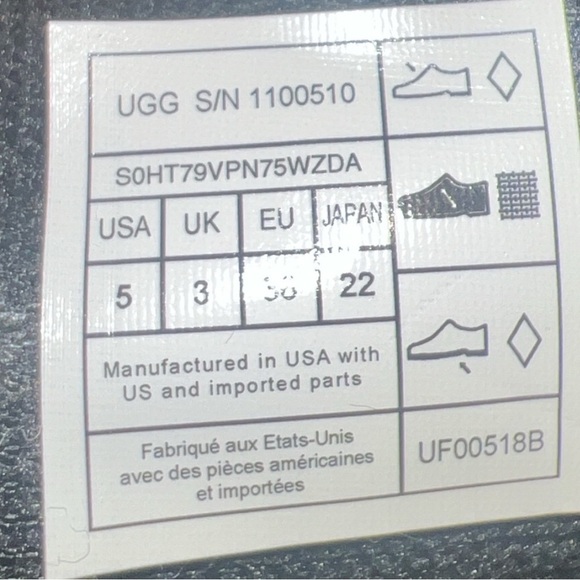 UGG S/N 1100510
S0HT79VPN75WZDA
USA UK EU JAPAN
5 3 22
Manufactured in USA with
US and imported parts
Fabriqué aux Etats-Unis
avec des pièces américaines
et importées
UF00518B